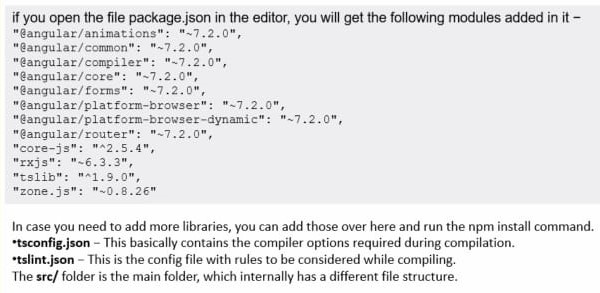 if you open the file package.json in the editor, you will get the following modules added in it −
"@angular/animations": "~7.2.0",
"@angular/common": "~7.2.0",
"@angular/compiler": "~7.2.0",
"@angular/core": "~7.2.0",
"@angular/forms": "~7.2.0",
"@angular/platform-browser": "~7.2.0",
"@angular/platform-browser-dynamic": "~7.2.0",
"@angular/router": "~7.2.0",
"core-js": "^2.5.4",
"rxjs": "~6.3.3",
"tslib": "^1.9.0",
"zone.js": "~0.8.26"
In case you need to add more libraries, you can add those over here and run the npm install command.
•tsconfig.json − This basically contains the compiler options required during compilation.
•tslint.json − This is the config file with rules to be considered while compiling.
The src/ folder is the main folder, which internally has a different file structure.